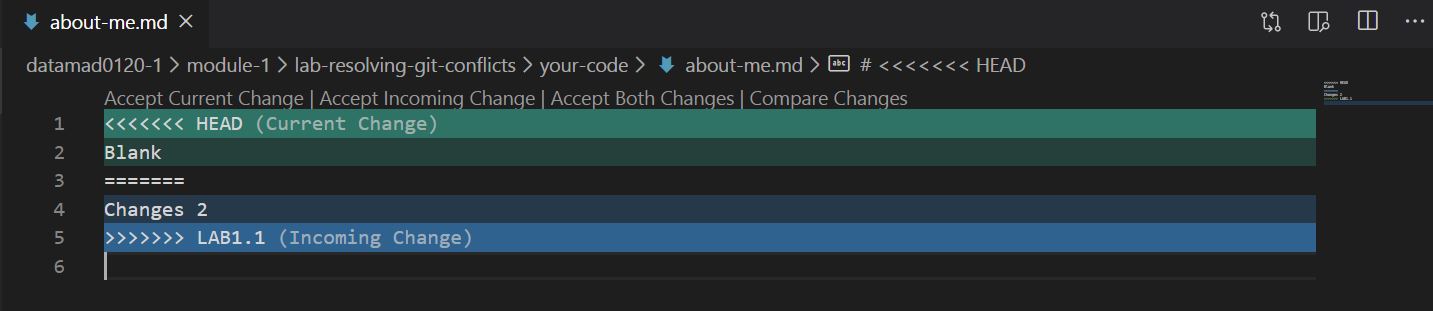 about-me.md
datamad0120-1 > module-1 > lab-resolving-git-conflicts > your-code > about-me.md > abc # <<<<<<< HEAD
Accept Current Change | Accept Incoming Change | Accept Both Changes | Compare Changes
1 <<<<<<< HEAD (Current Change)
2 Blank
3 =======
4 Changes 2
5 >>>>>>> LAB1.1 (Incoming Change)
6